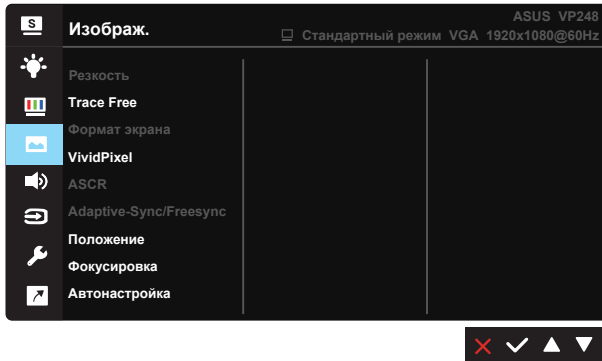 S
Изображ.
ASUS VP248
Стандартный режим VGA 1920x1080@60Hz
Резкость
Trace Free
Формат экрана
VividPixel
ASCR
Adaptive-Sync/Freesync
Положение
Фокусировка
Автонастройка